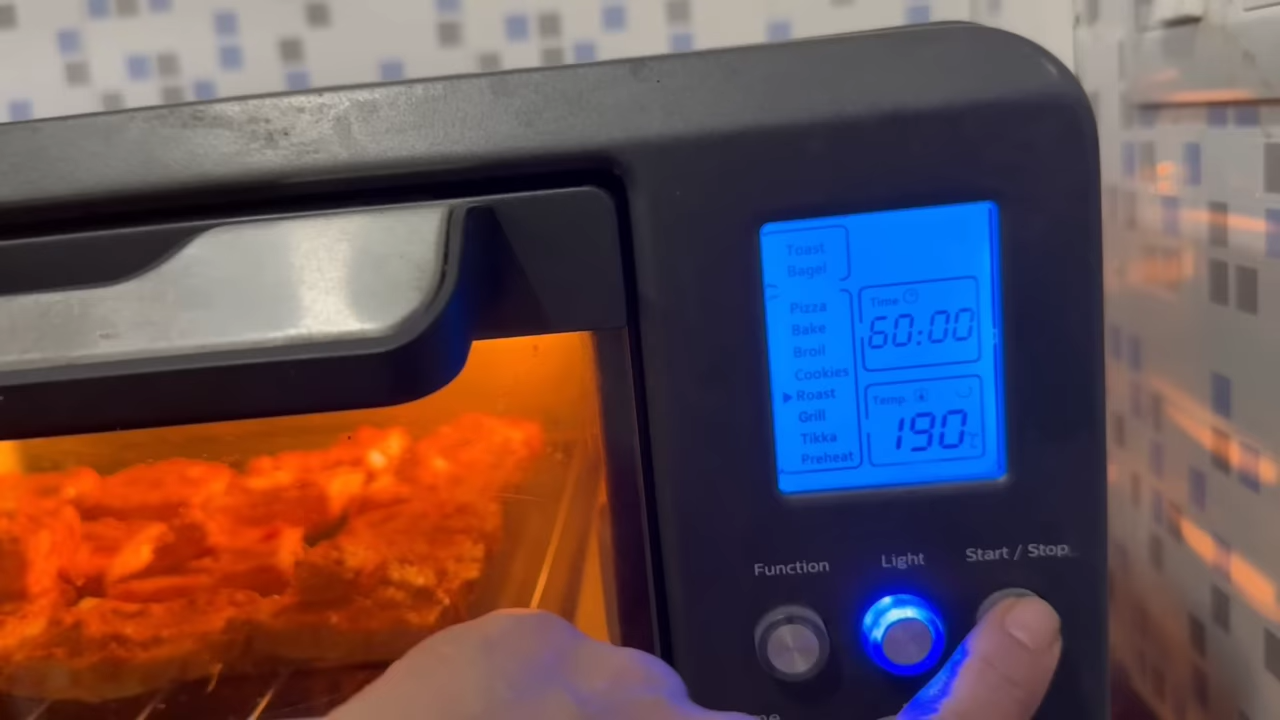 Toast
Bagel
Pizza
Bake
Broil
Cookies
Roast
Grill
Tikka
Preheat
Time
60:00
Temp.
190°C
Function
Light
Start / Stop